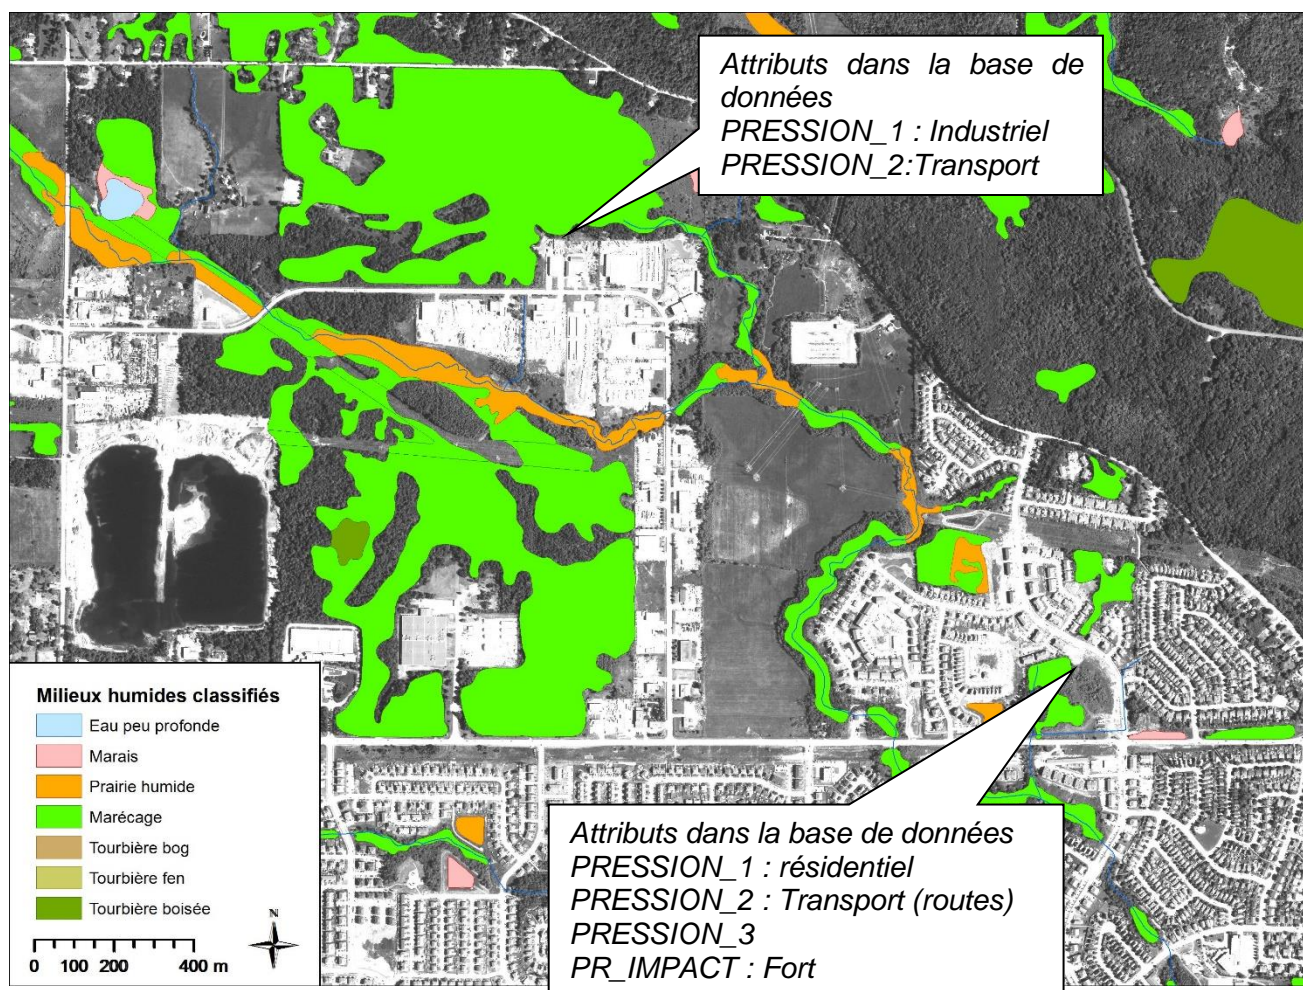 Attributs dans la base de
données
PRESSION_1 : Industriel
PRESSION_2:Transport
Milieux humides classifiés
Eau peu profonde
Marais
Prairie humide
Marécage
Tourbière bog
Tourbière fen
Tourbière boisée
N
0 100 200 400 m
Attributs dans la base de données
PRESSION_1 : résidentiel
PRESSION_2 : Transport (routes)
PRESSION_3
PR_IMPACT : Fort